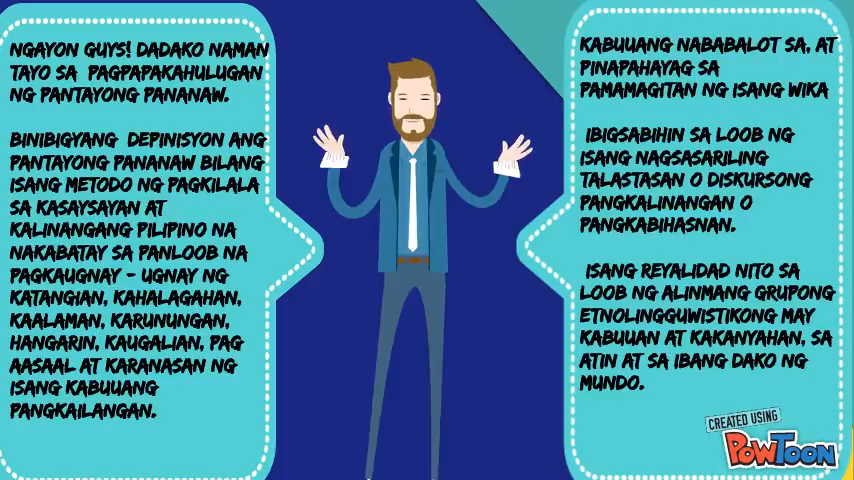 NGAYON GUYS! DADAKO NAMAN
TAYO SA PAGPAPAKAHULUGAN
NG PANTAYONG PANANAW.
BINIBIGYANG DEPINISYON ANG
PANTAYONG PANANAW BILANG
ISANG METODO NG PAGKILALA
SA KASAYSAYAN AT
KALINANGANG PILIPINO NA
NAKABATAY SA PANLOOB NA
PAGKAUGNAY - UGNAY NG
KATANGIAN, KAHALAGAHAN,
KAALAMAN, KARUNUNGAN,
HANGARIN, KAUGALIAN, PAG
AASAAL AT KARANASAN NG
ISANG KABUUANG
PANGKAILANGAN.
KABUUANG NABABALOT SA, AT
PINAPAHAYAG SA
PAMAMAGITAN NG ISANG WIKA
IBIGSABIHIN SA LOOB NG
ISANG NAGSASARILING
TALASTASAN O DISKURSONG
PANGKALINANGAN O
PANGKABIHASNAN.
ISANG REYALIDAD NITO SA
LOOB NG ALINMANG GRUPONG
ETNOLINGGUWISTIKONG MAY
KABUUAN AT KAKANYAHAN, SA
ATIN AT SA IBANG DAKO NG
MUNDO.
CREATED USING
POWTOON